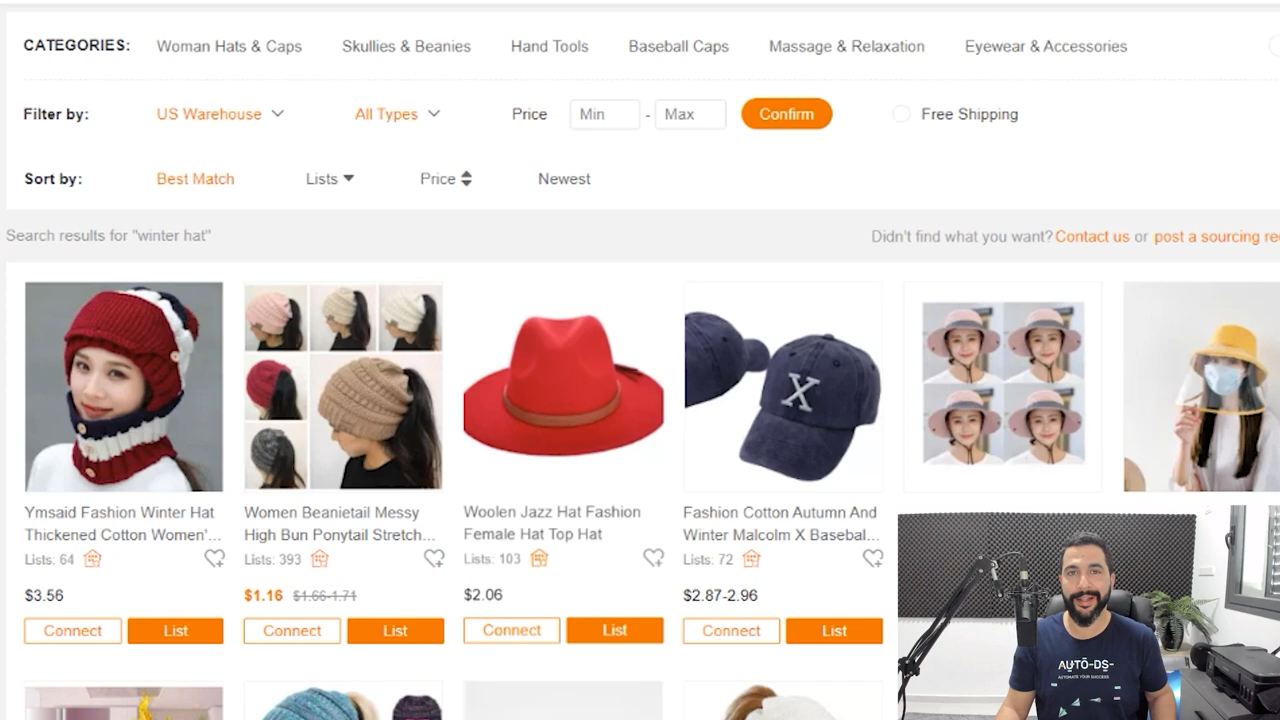 CATEGORIES: Woman Hats & Caps Skullies & Beanies Hand Tools Baseball Caps Massage & Relaxation Eyewear & Accessories
Filter by: US Warehouse All Types Price Min - Max Confirm Free Shipping
Sort by: Best Match Lists Price Newest
Search results for "winter hat"
Didn't find what you want? Contact us or post a sourcing re
X
Ymsaid Fashion Winter Hat
Thickened Cotton Women'...
Lists: 64
$3.56
Connect List
Women Beanietail Messy
High Bun Ponytail Stretch...
Lists: 393
$1.16 $1.66-1.71
Connect List
Woolen Jazz Hat Fashion
Female Hat Top Hat
Lists: 103
$2.06
Connect List
Fashion Cotton Autumn And
Winter Malcolm X Basebal...
Lists: 72
$2.87-2.96
Connect List
AUTO-DS-
AUTOMATE YOUR SUCCESS